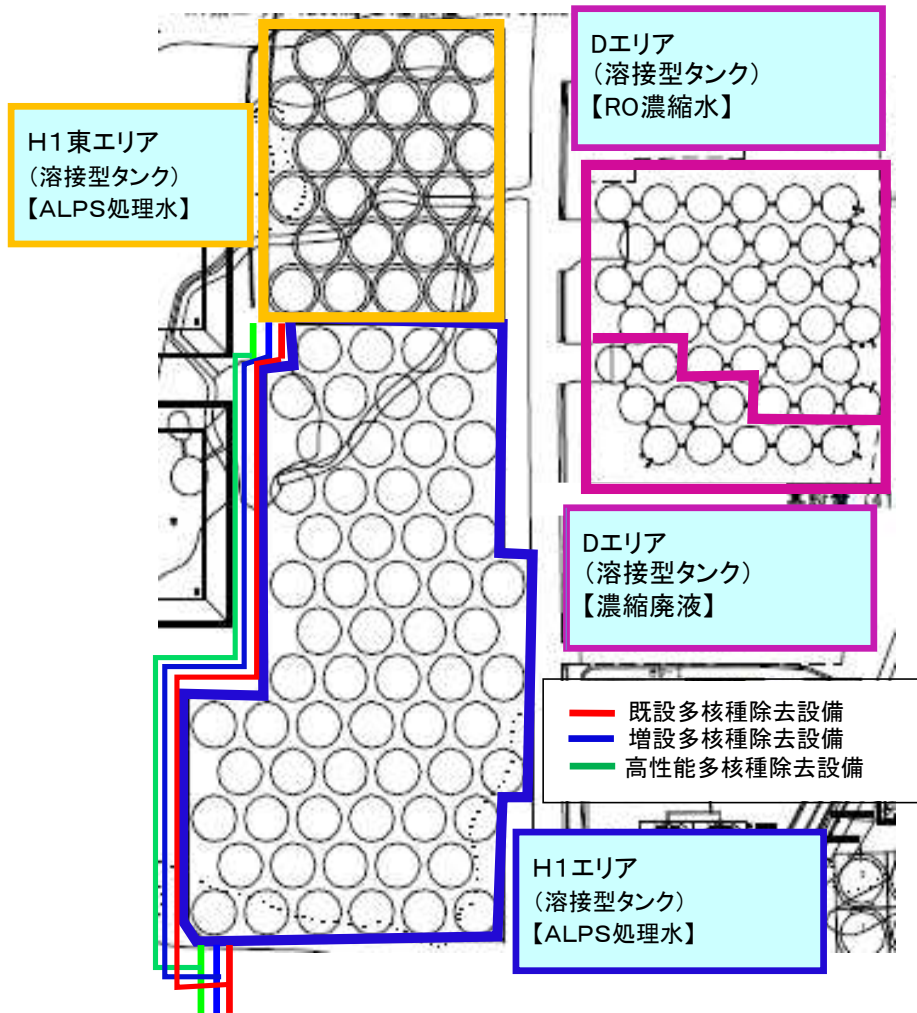 Dエリア
（溶接型タンク）
【RO濃縮水】
H1東エリア
（溶接型タンク）
【ALPS処理水】
Dエリア
（溶接型タンク）
【濃縮廃液】
既設多核種除去設備
増設多核種除去設備
高性能多核種除去設備
H1エリア
（溶接型タンク）
【ALPS処理水】